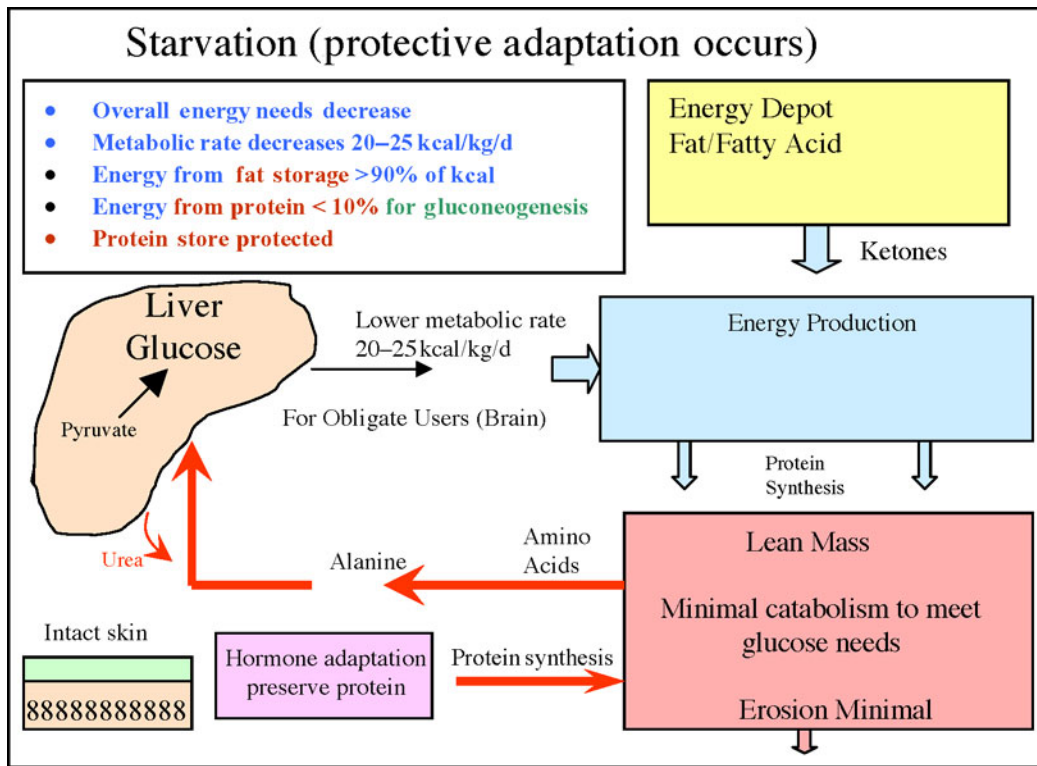 Starvation (protective adaptation occurs)
• Overall energy needs decrease
• Metabolic rate decreases 20–25 kcal/kg/d
• Energy from fat storage >90% of kcal
• Energy from protein < 10% for gluconeogenesis
• Protein store protected
Energy Depot
Fat/Fatty Acid
Ketones
Liver
Glucose
Pyruvate
Lower metabolic rate
20–25 kcal/kg/d
For Obligate Users (Brain)
Energy Production
Protein
Synthesis
Urea
Alanine
Amino
Acids
Lean Mass
Minimal catabolism to meet
glucose needs
Erosion Minimal
Intact skin
88888888888
Hormone adaptation
preserve protein
Protein synthesis